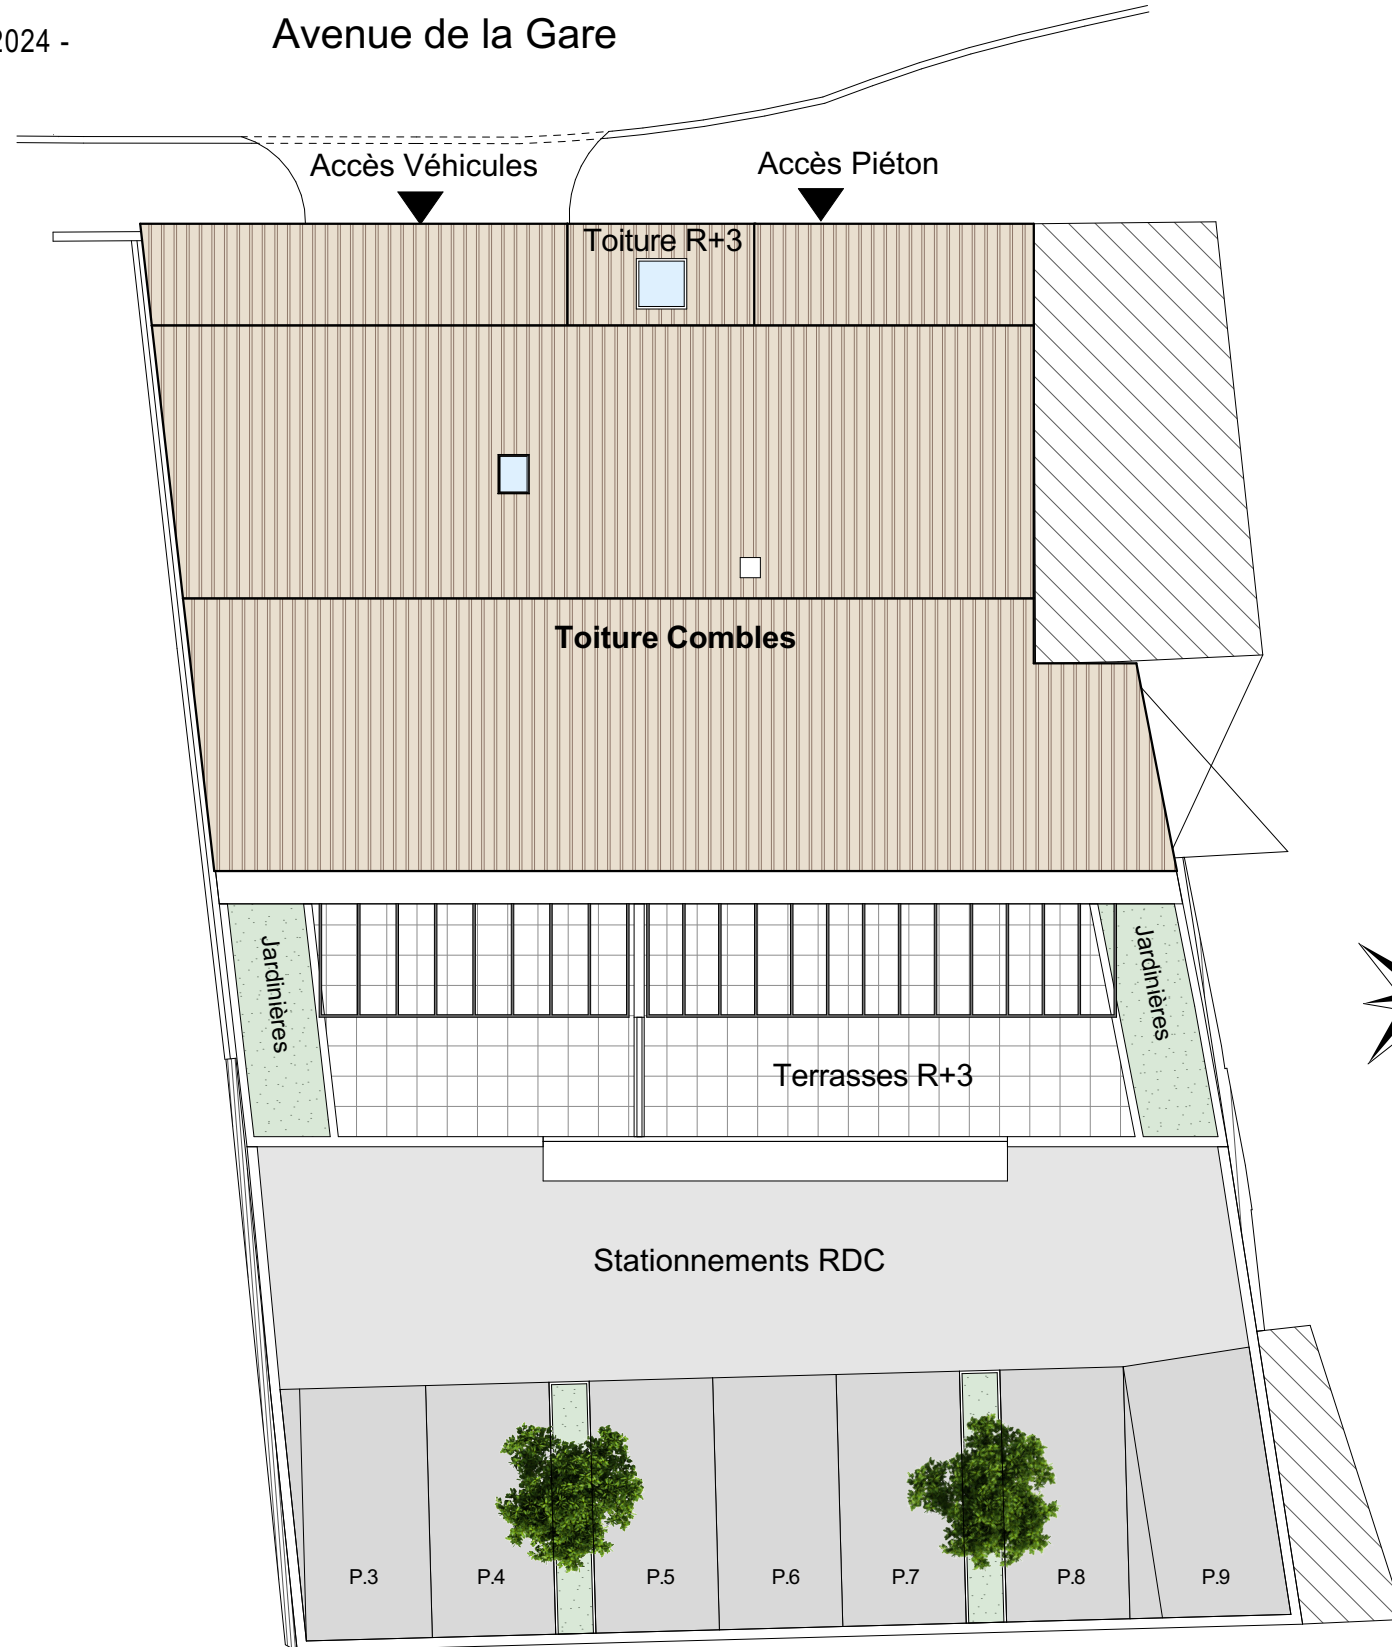 2024 -
Avenue de la Gare
Accès Véhicules
Accès Piéton
Toiture R+3
Toiture Combles
Jardinières
Jardinières
Terrasses R+3
Stationnements RDC
P.3
P.4
P.5
P.6
P.7
P.8
P.9